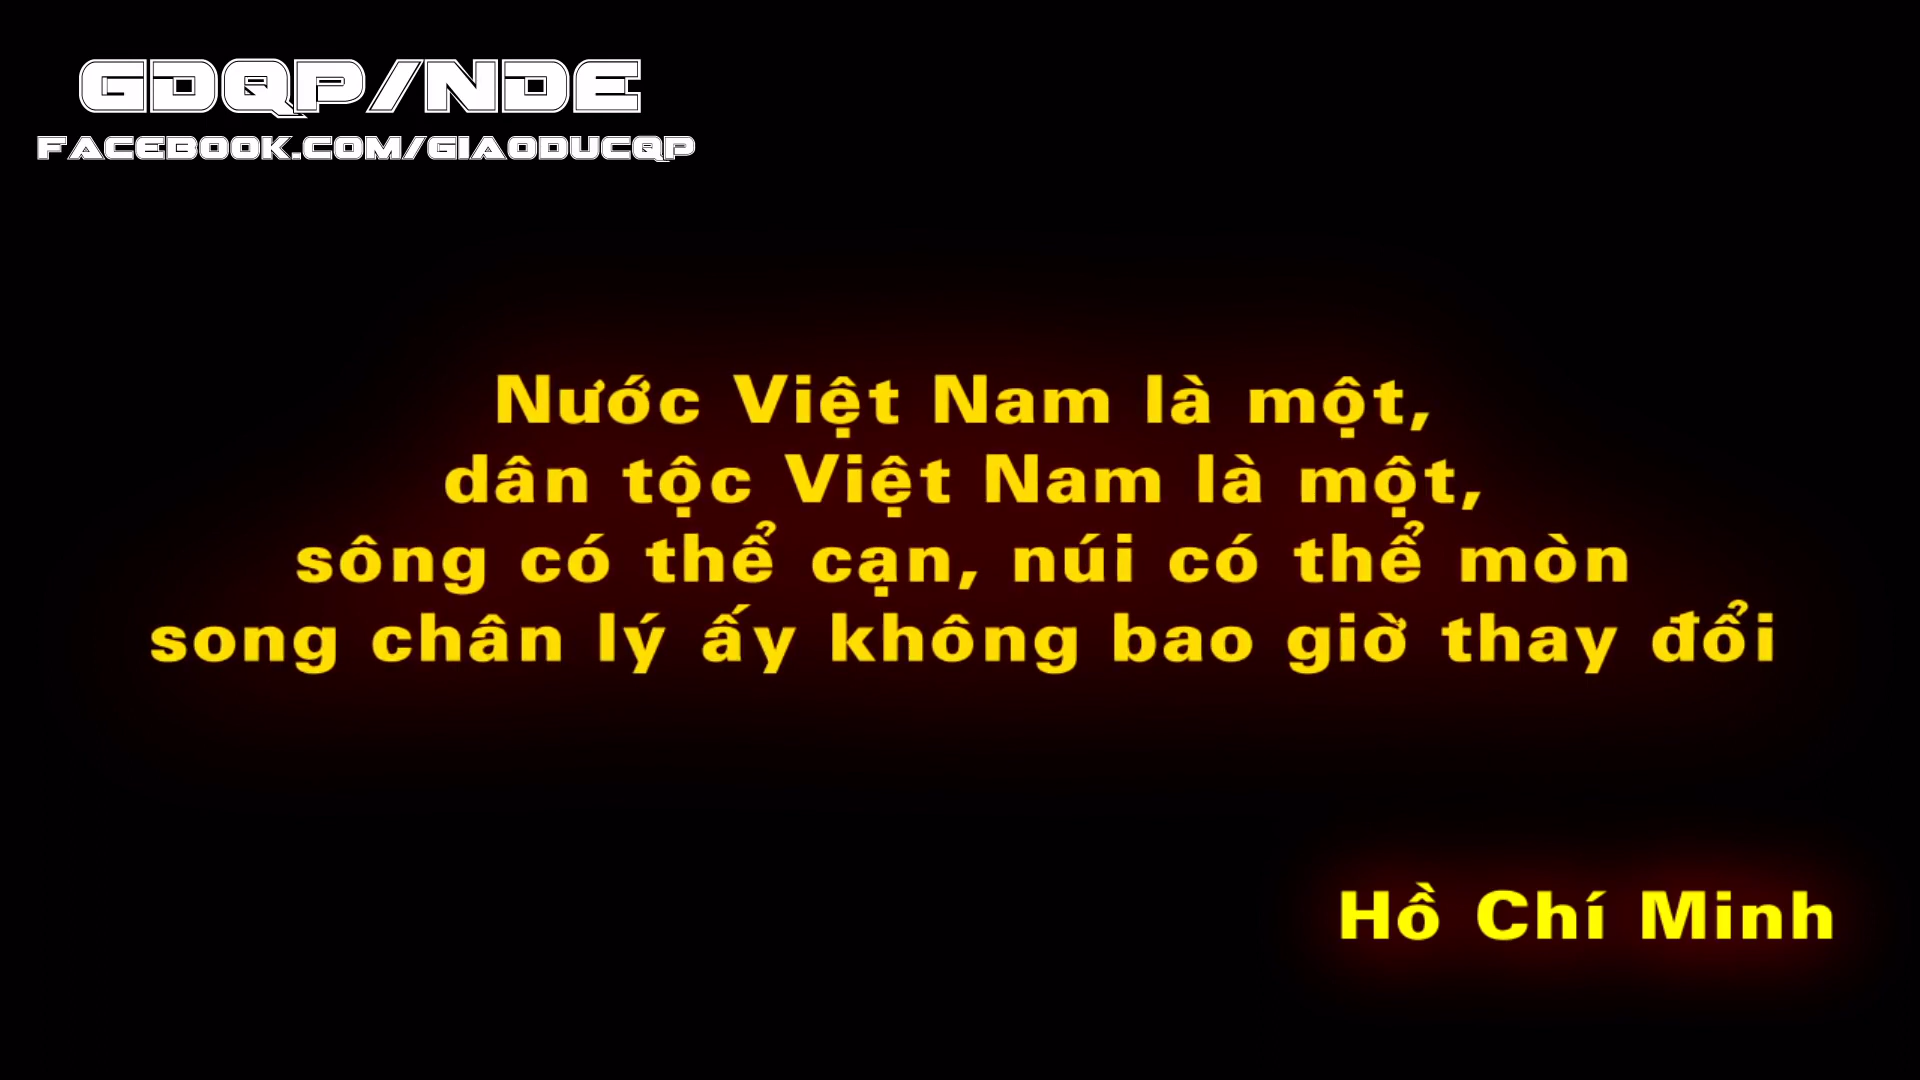 GDQP/NDE
FACEBOOK.COM/GIAODUCQP
Nước Việt Nam là một,
dân tộc Việt Nam là một,
sông có thể cạn, núi có thể mòn
song chân lý ấy không bao giờ thay đổi
Hồ Chí Minh